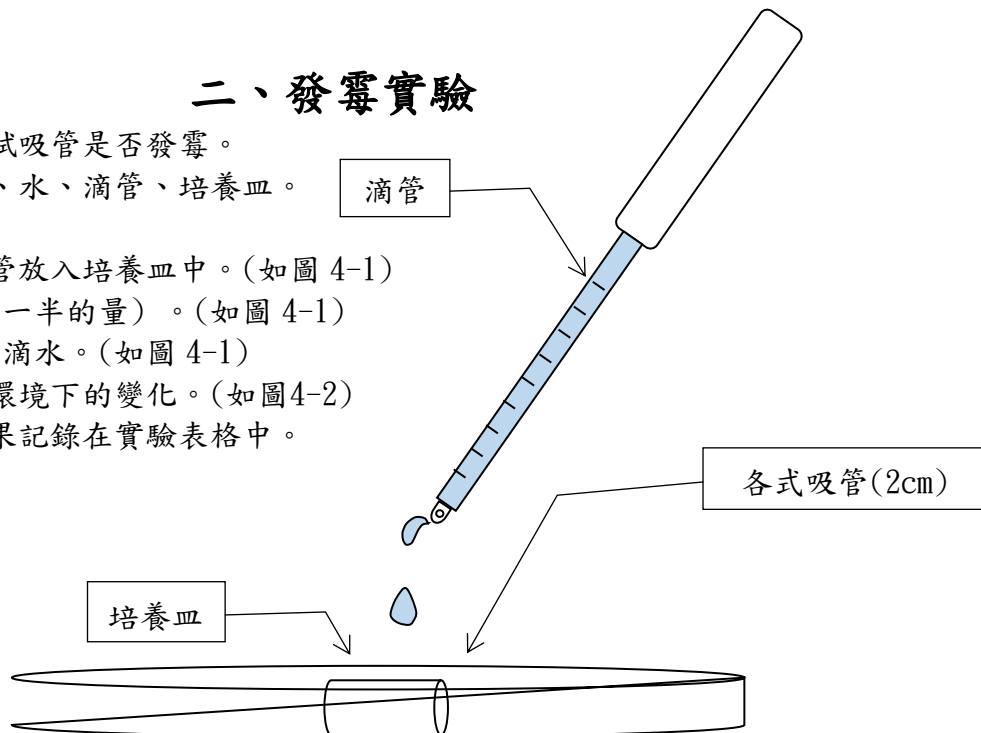 二、發霉實驗
式吸管是否發霉。
、水、滴管、培養皿。
管放入培養皿中。(如圖 4-1)
一半的量) 。(如圖 4-1)
滴水。(如圖 4-1)
環境下的變化。(如圖4-2)
果記錄在實驗表格中。
滴管
各式吸管(2cm)
培養皿